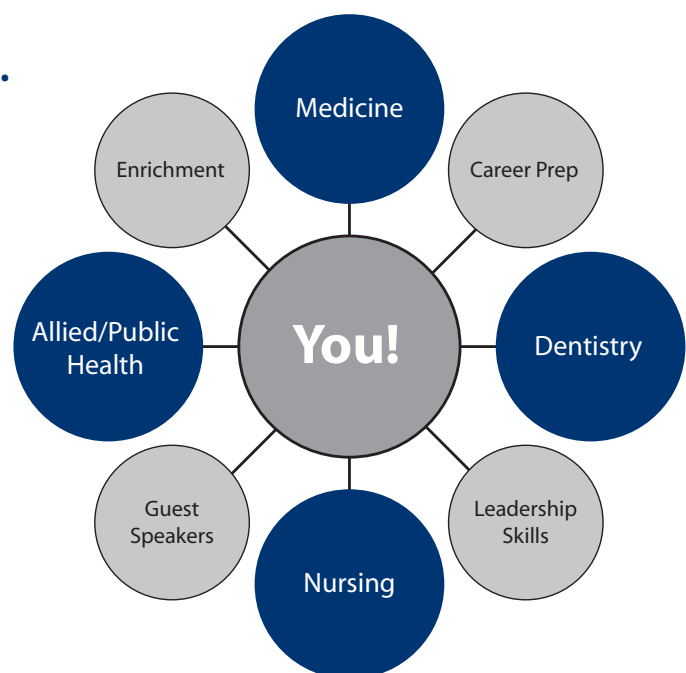 Medicine
Enrichment
Career Prep
Allied/Public
Health
You!
Dentistry
Guest
Speakers
Leadership
Skills
Nursing